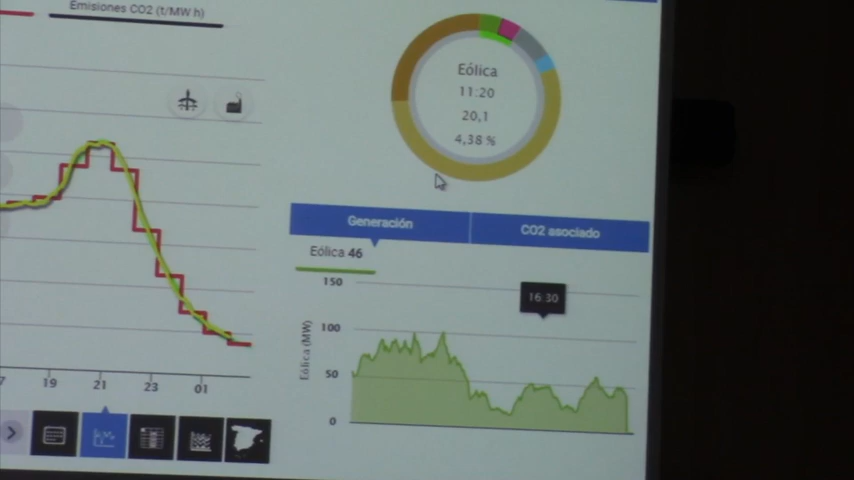 Emisiones CO2 (t/MW h)
Eólica
11:20
20,1
4,38 %
Generación
CO2 asociado
Eólica 46
150
16:30
100
Eólica (MW)
50
0
7 19 21 23 01